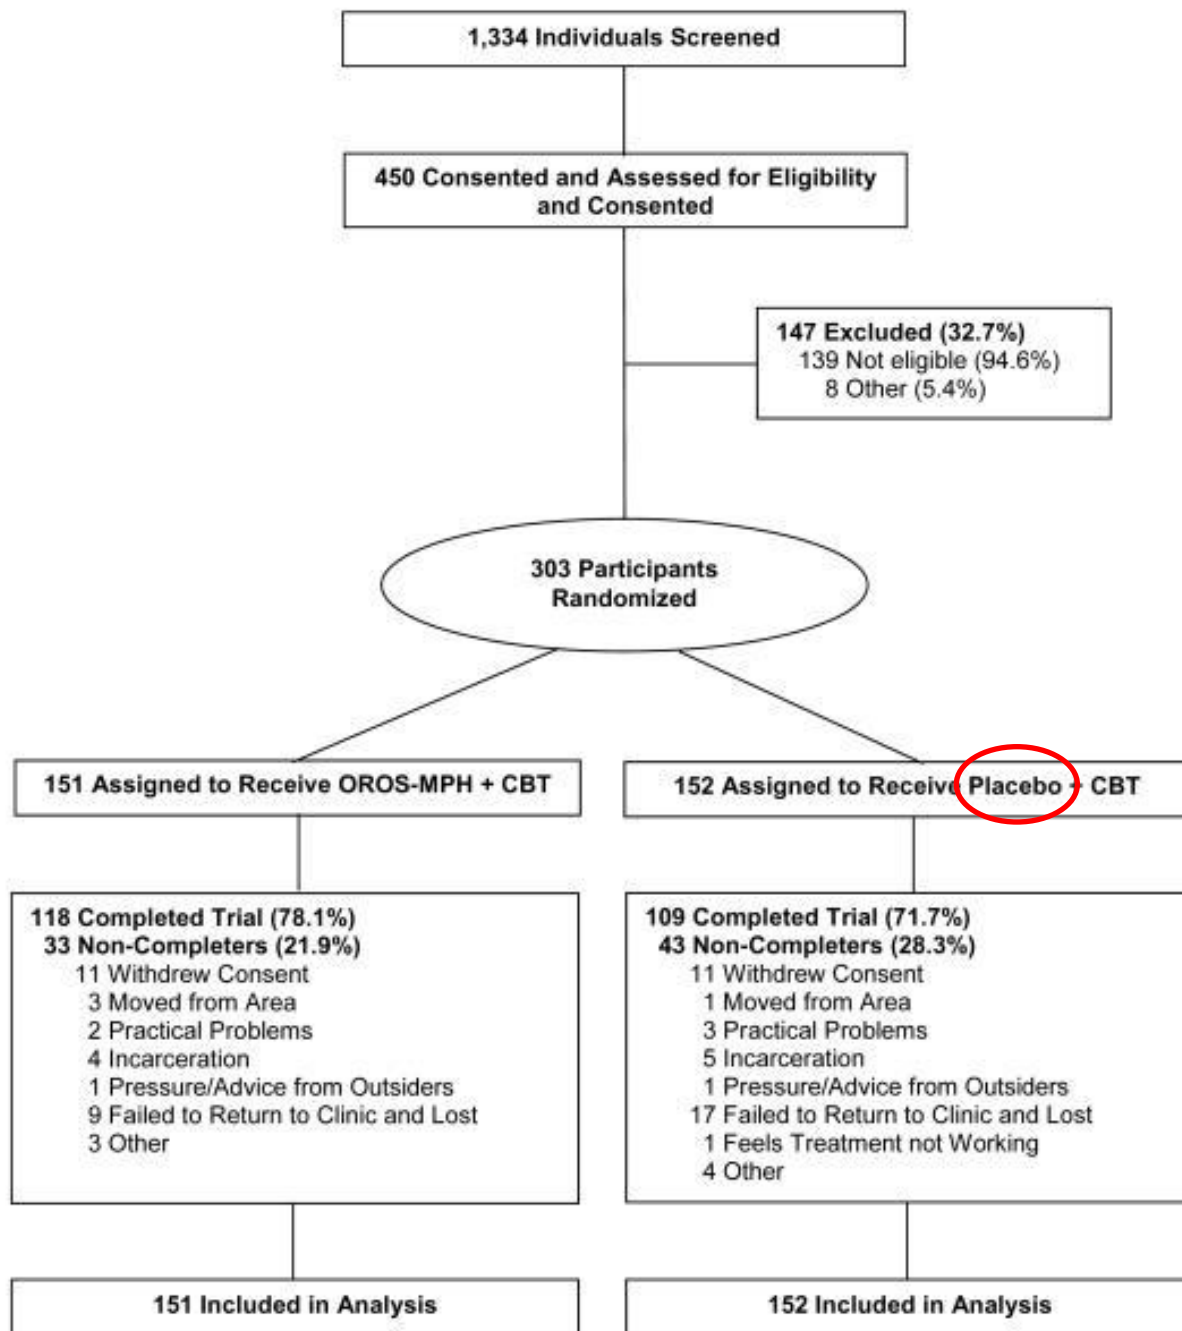 1,334 Individuals Screened
450 Consented and Assessed for Eligibility
and Consented
147 Excluded (32.7%)
139 Not eligible (94.6%)
8 Other (5.4%)
303 Participants
Randomized
151 Assigned to Receive OROS-MPH + CBT
152 Assigned to Receive Placebo + CBT
118 Completed Trial (78.1%)
33 Non-Completers (21.9%)
11 Withdrew Consent
3 Moved from Area
2 Practical Problems
4 Incarceration
1 Pressure/Advice from Outsiders
9 Failed to Return to Clinic and Lost
3 Other
109 Completed Trial (71.7%)
43 Non-Completers (28.3%)
11 Withdrew Consent
1 Moved from Area
3 Practical Problems
5 Incarceration
1 Pressure/Advice from Outsiders
17 Failed to Return to Clinic and Lost
1 Feels Treatment not Working
4 Other
151 Included in Analysis
152 Included in Analysis